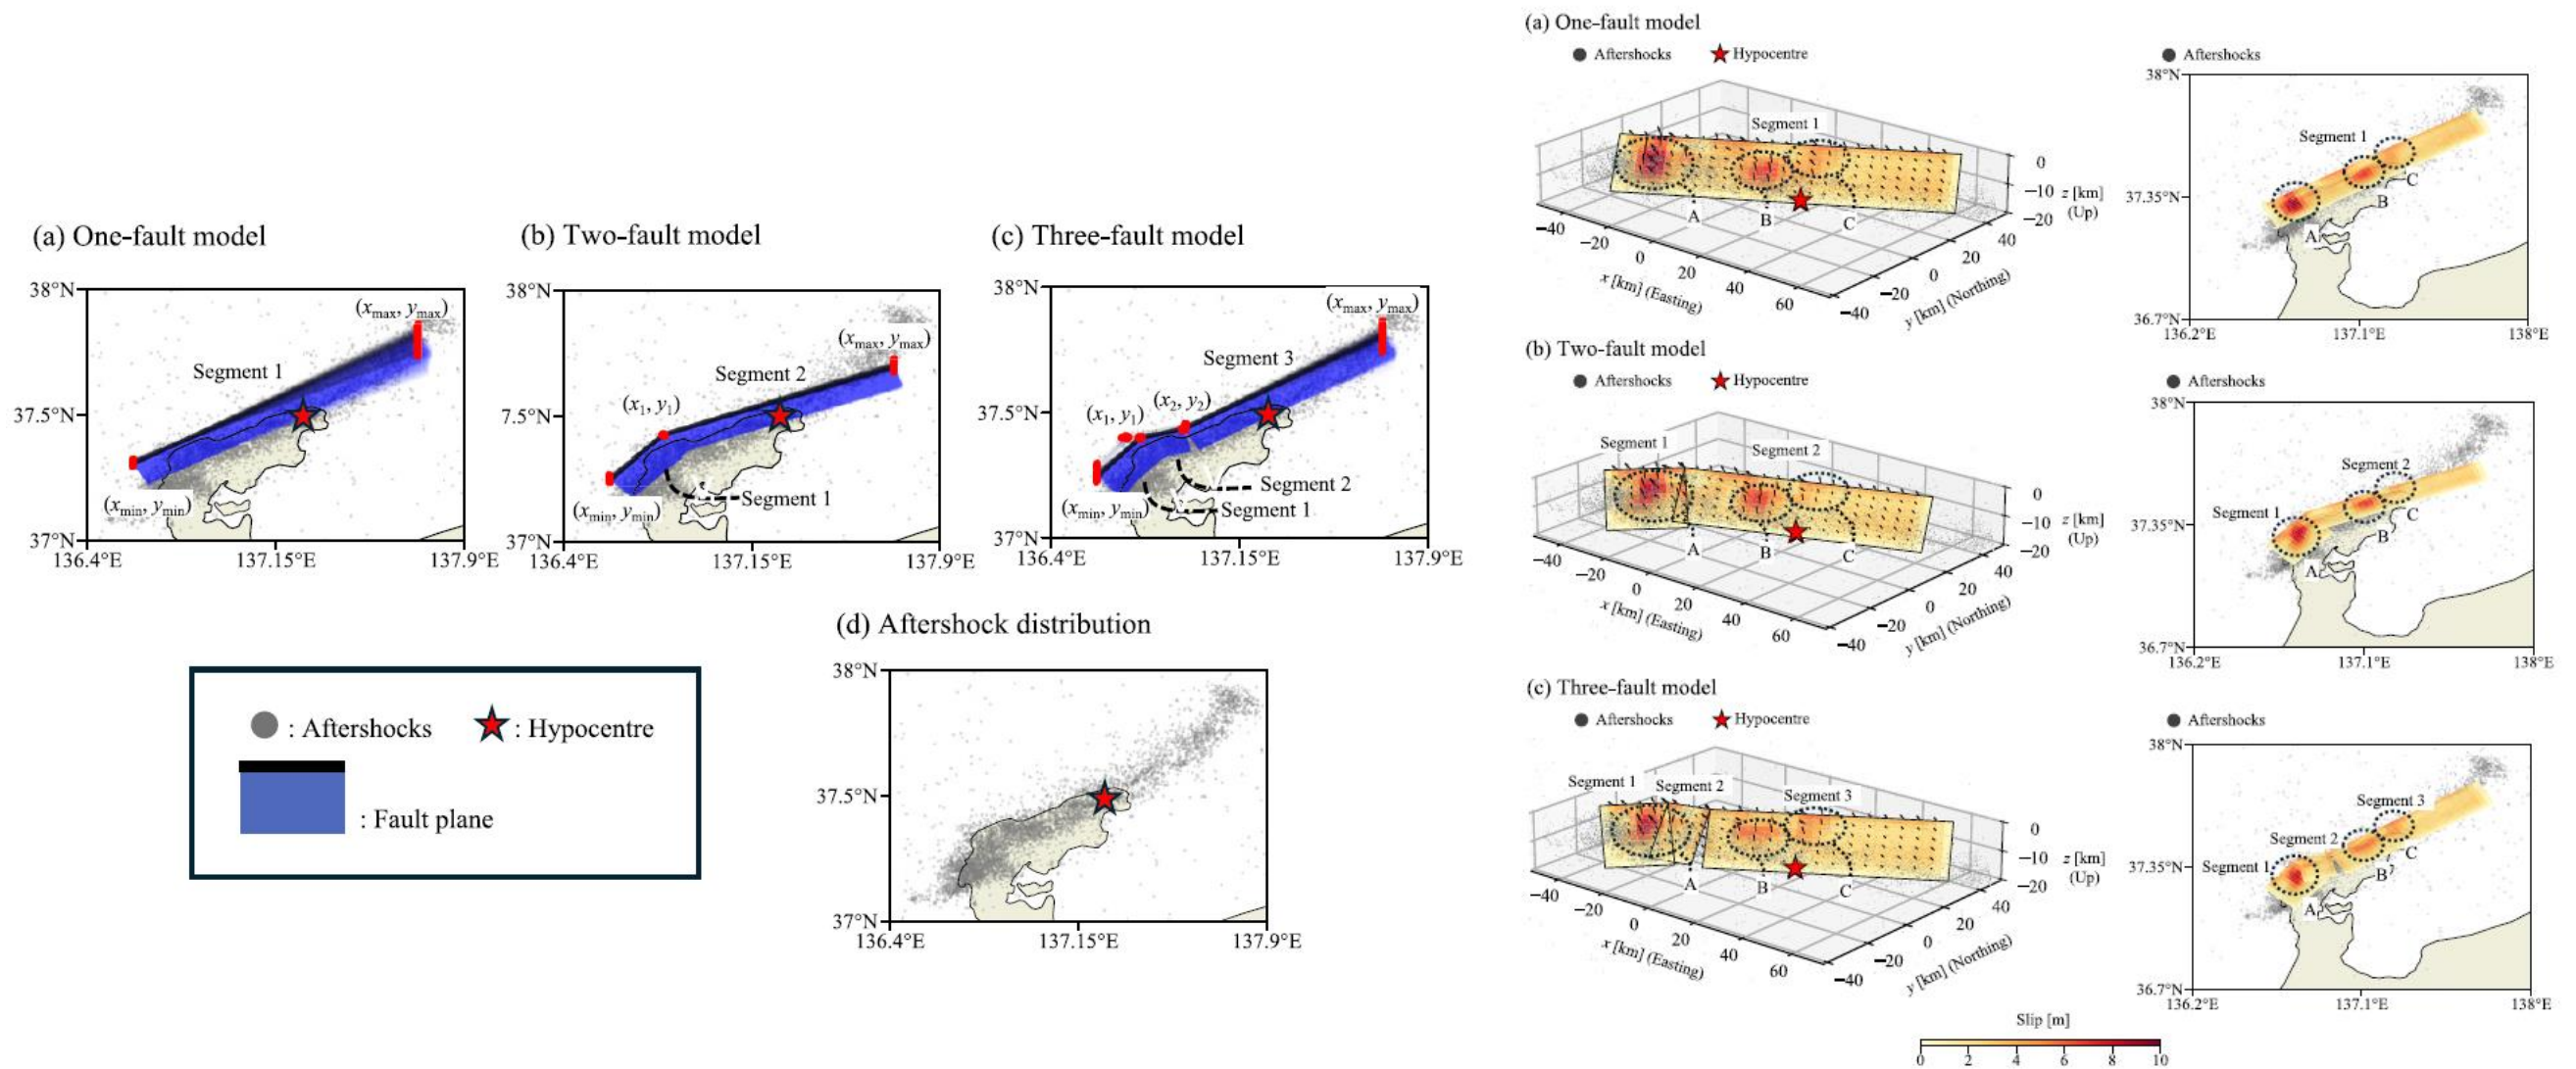 (a) One-fault model
38°N
37.5°N
37°N
136.4°E
137.15°E
137.9°E
Segment 1
(xmax, ymax)
(xmin, ymin)
(b) Two-fault model
38°N
7.5°N
37°N
136.4°E
137.15°E
137.9°E
(x1, y1)
Segment 2
(xmax, ymax)
(xmin, ymin)
Segment 1
(c) Three-fault model
38°N
37.5°N
37°N
136.4°E
137.15°E
137.9°E
(xmax, ymax)
Segment 3
(x1, y1)
(x2, y2)
Segment 2
(xmin, ymin)
Segment 1
: Aftershocks
: Hypocentre
: Fault plane
(d) Aftershock distribution
38°N
37.5°N
37°N
136.4°E
137.15°E
137.9°E
(a) One-fault model
Aftershocks
Hypocentre
Segment 1
A
B
C
0
−10
−20
z [km]
(Up)
−40
−20
0
20
40
60
x [km] (Easting)
−40
−20
0
20
40
y [km] (Northing)
Aftershocks
38°N
37.35°N
36.7°N
136.2°E
137.1°E
138°E
Segment 1
A
B
C
(b) Two-fault model
Aftershocks
Hypocentre
Segment 1
Segment 2
A
B
C
0
−10
−20
z [km]
(Up)
−40
−20
0
20
40
60
x [km] (Easting)
−40
−20
0
20
40
y [km] (Northing)
Aftershocks
38°N
37.35°N
36.7°N
136.2°E
137.1°E
138°E
Segment 2
Segment 1
A
B
C
(c) Three-fault model
Aftershocks
Hypocentre
Segment 1
Segment 2
Segment 3
A
B
C
0
−10
−20
z [km]
(Up)
−40
−20
0
20
40
60
x [km] (Easting)
−40
−20
0
20
40
y [km] (Northing)
Aftershocks
38°N
37.35°N
36.7°N
136.2°E
137.1°E
138°E
Segment 3
Segment 2
Segment 1
A
B
C
Slip [m]
0
2
4
6
8
10